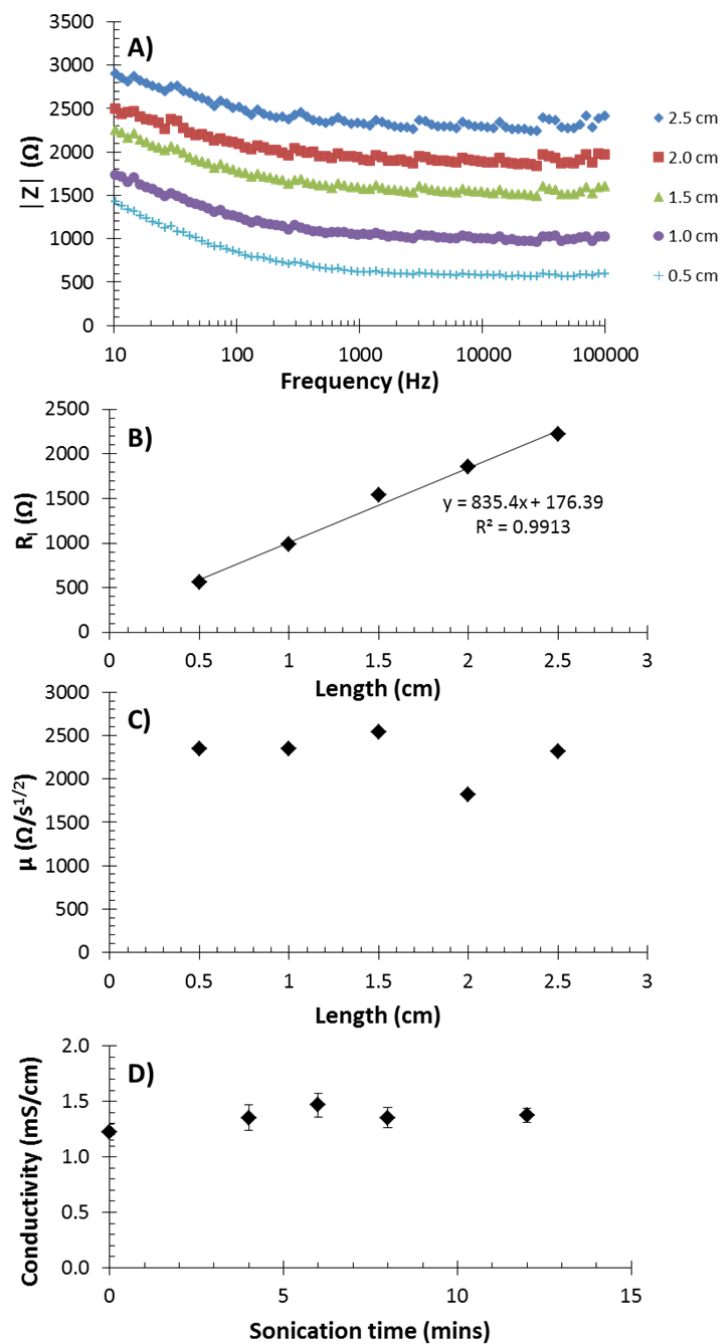 A)
3500
3000
2500
2000
1500
1000
500
0
|Z| (Ω)
10 100 1000 10000 100000
Frequency (Hz)
2.5 cm
2.0 cm
1.5 cm
1.0 cm
0.5 cm
B)
2500
2000
1500
1000
500
0
R_I (Ω)
y = 835.4x + 176.39
R² = 0.9913
0 0.5 1 1.5 2 2.5 3
Length (cm)
C)
3000
2500
2000
1500
1000
500
0
μ (Ω/s^1/2)
0 0.5 1 1.5 2 2.5 3
Length (cm)
D)
2.0
1.5
1.0
0.5
0.0
Conductivity (mS/cm)
0 5 10 15
Sonication time (mins)